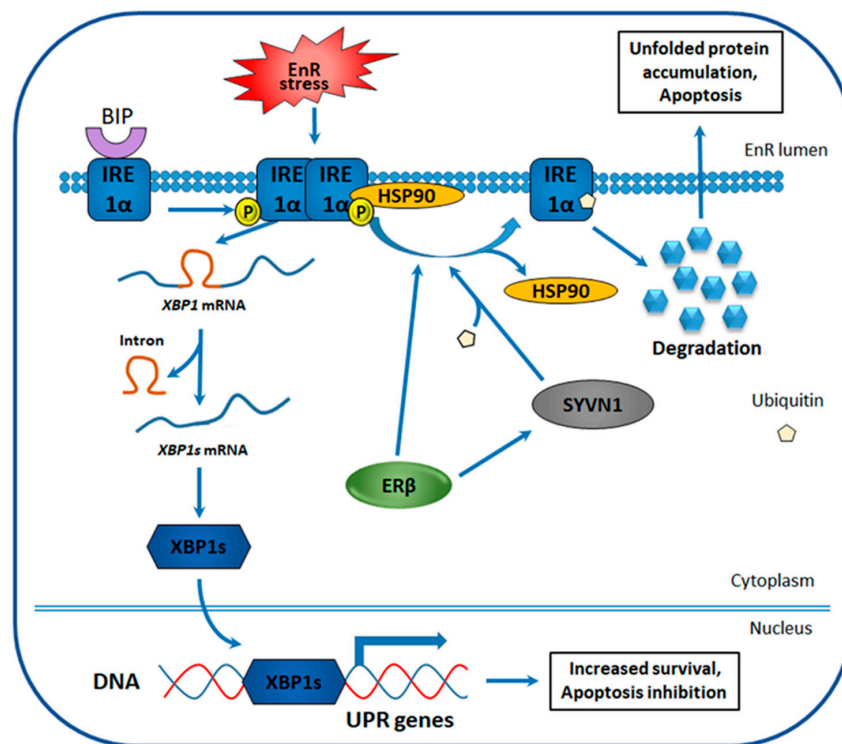 EnR
stress
Unfolded protein
accumulation,
Apoptosis
BIP
EnR lumen
IRE
1α
IRE
1α
IRE
1α
P
P
HSP90
IRE
1α
HSP90
XBP1 mRNA
Degradation
Intron
SYVN1
Ubiquitin
XBP1s mRNA
ERβ
XBP1s
Cytoplasm
Nucleus
DNA
XBP1s
UPR genes
Increased survival,
Apoptosis inhibition